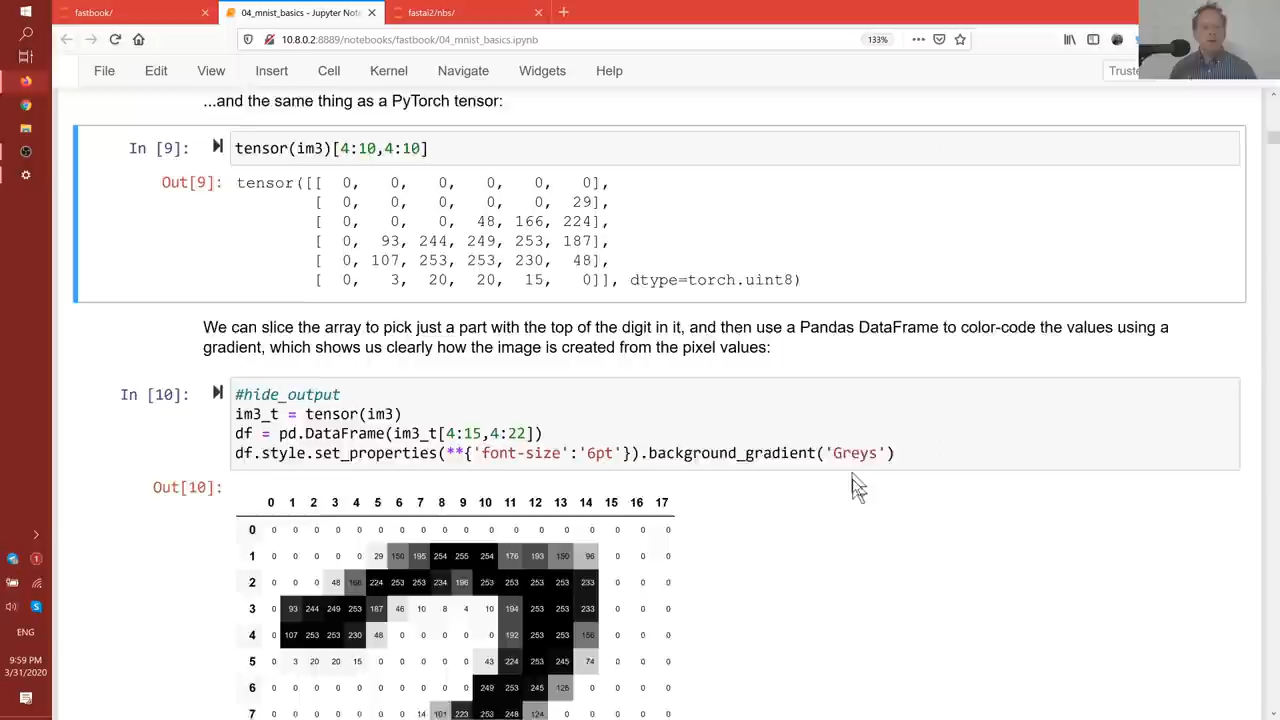 fastbook/
04_mnist_basics - Jupyter Note
fastai2/nbs/
10.8.0.2:8889/notebooks/fastbook/04_mnist_basics.ipynb
133%
File Edit View Insert Cell Kernel Navigate Widgets Help
Truste
...and the same thing as a PyTorch tensor:
In [9]:
tensor(im3)[4:10,4:10]
Out[9]:
tensor([[ 0, 0, 0, 0, 0, 0],
[ 0, 0, 0, 0, 0, 29],
[ 0, 0, 0, 48, 166, 224],
[ 0, 93, 244, 249, 253, 187],
[ 0, 107, 253, 253, 230, 48],
[ 0, 3, 20, 20, 15, 0]], dtype=torch.uint8)
We can slice the array to pick just a part with the top of the digit in it, and then use a Pandas DataFrame to color-code the values using a
gradient, which shows us clearly how the image is created from the pixel values:
In [10]:
#hide_output
im3_t = tensor(im3)
df = pd.DataFrame(im3_t[4:15,4:22])
df.style.set_properties(**{'font-size':'6pt'}).background_gradient('Greys')
Out[10]:
0 1 2 3 4 5 6 7 8 9 10 11 12 13 14 15 16 17
0 0 0 0 0 0 0 0 0 0 0 0 0 0 0 0 0 0 0
1 0 0 0 0 0 29 150 195 254 255 254 176 193 150 96 0 0 0
2 0 0 0 48 166 224 253 253 234 196 253 253 253 253 233 0 0 0
3 0 93 244 249 253 187 46 10 8 4 10 194 253 253 233 0 0 0
4 0 107 253 253 230 48 0 0 0 0 0 192 253 253 156 0 0 0
5 0 3 20 20 15 0 0 0 0 0 43 224 253 245 74 0 0 0
6 0 0 0 0 0 0 0 0 0 0 249 253 245 126 0 0 0 0
7 0 0 0 0 0 0 0 14 101 223 253 248 124 0 0 0 0 0
1
ENG
9:59 PM
3/31/2020